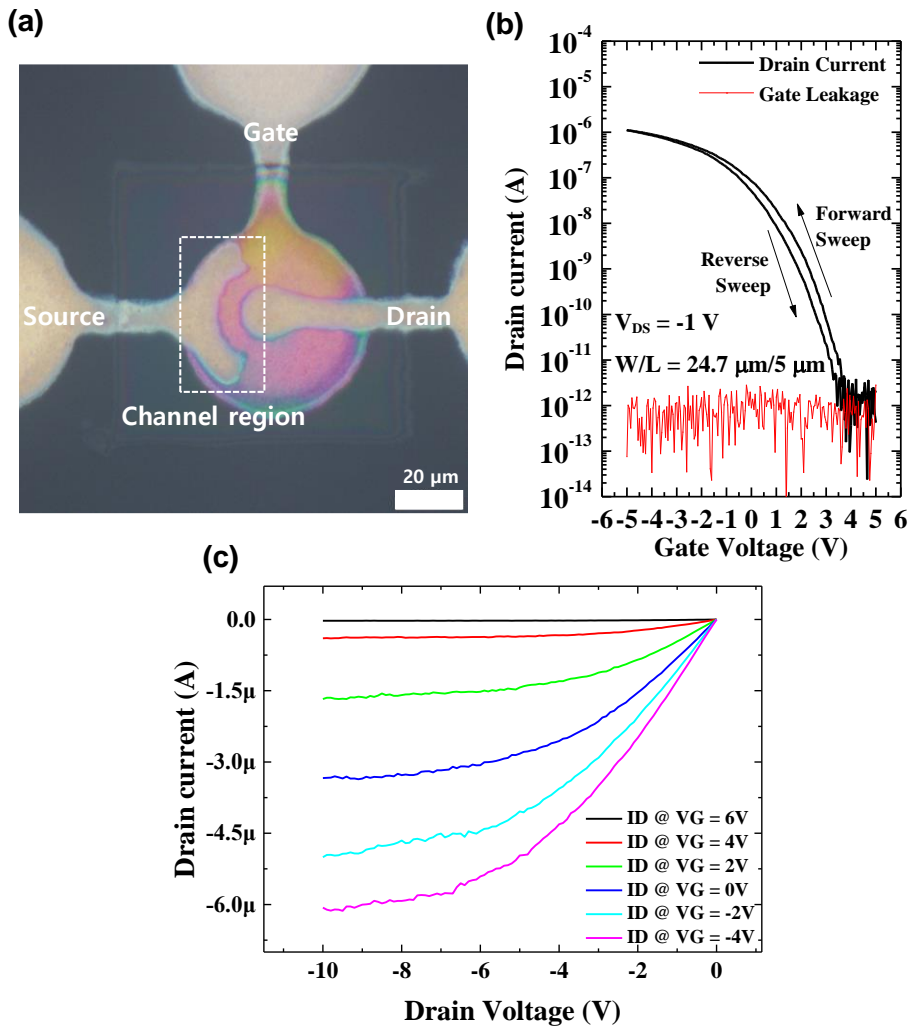 (a)
Gate
Source
Drain
Channel region
20 μm
(b)
10⁻⁴
10⁻⁵
10⁻⁶
10⁻⁷
10⁻⁸
10⁻⁹
10⁻¹⁰
10⁻¹¹
10⁻¹²
10⁻¹³
10⁻¹⁴
Drain current (A)
Drain Current
Gate Leakage
Forward
Sweep
Reverse
Sweep
V_DS = -1 V
W/L = 24.7 μm/5 μm
-6 -5 -4 -3 -2 -1 0 1 2 3 4 5 6
Gate Voltage (V)
(c)
0.0
-1.5μ
-3.0μ
-4.5μ
-6.0μ
Drain current (A)
ID @ VG = 6V
ID @ VG = 4V
ID @ VG = 2V
ID @ VG = 0V
ID @ VG = -2V
ID @ VG = -4V
-10 -8 -6 -4 -2 0
Drain Voltage (V)